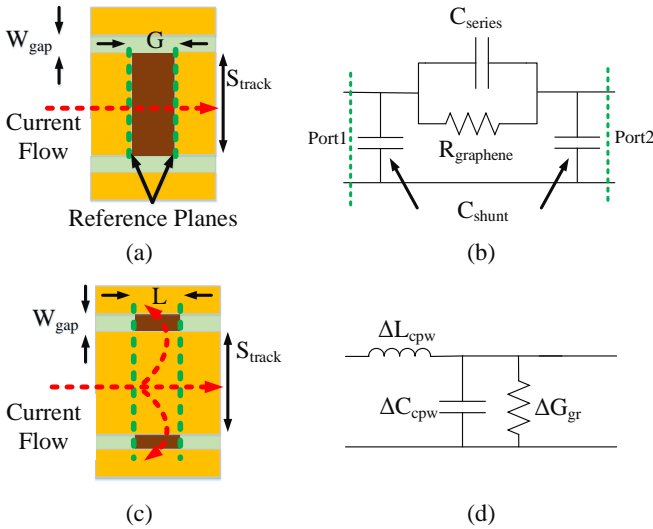 W_gap
G
S_track
Current
Flow
Reference Planes
(a)
C_series
Port1
R_graphene
Port2
C_shunt
(b)
L
W_gap
S_track
Current
Flow
(c)
ΔL_cpw
ΔC_cpw
ΔG_gr
(d)